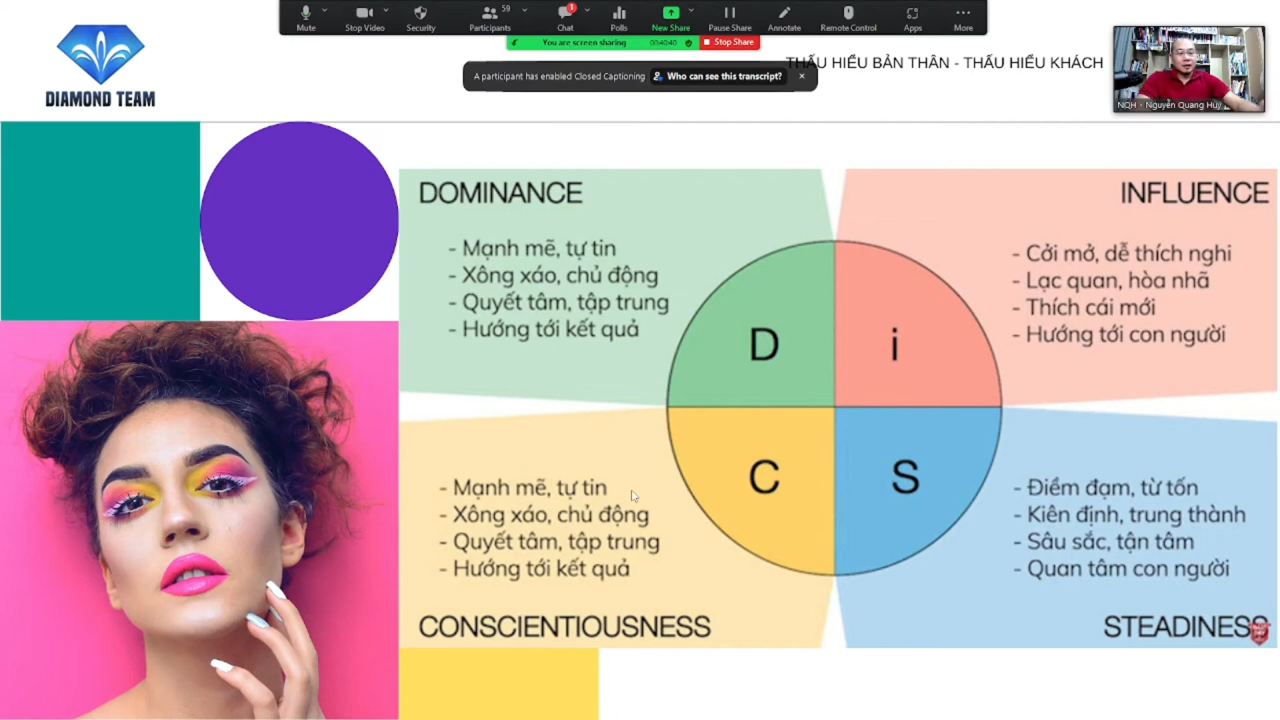 59
1
Mute
Stop Video
Security
Participants
Chat
Polls
New Share
Pause Share
Annotate
Remote Control
Apps
More
You are screen sharing
00:40:40
Stop Share
A participant has enabled Closed Captioning
Who can see this transcript?
THẤU HIỂU BẢN THÂN - THẤU HIỂU KHÁCH
NQH - Nguyễn Quang Huy
DIAMOND TEAM
DOMINANCE
- Mạnh mẽ, tự tin
- Xông xáo, chủ động
- Quyết tâm, tập trung
- Hướng tới kết quả
INFLUENCE
- Cởi mở, dễ thích nghi
- Lạc quan, hòa nhã
- Thích cái mới
- Hướng tới con người
D
i
C
S
- Mạnh mẽ, tự tin
- Xông xáo, chủ động
- Quyết tâm, tập trung
- Hướng tới kết quả
CONSCIENTIOUSNESS
- Điềm đạm, từ tốn
- Kiên định, trung thành
- Sâu sắc, tận tâm
- Quan tâm con người
STEADINESS